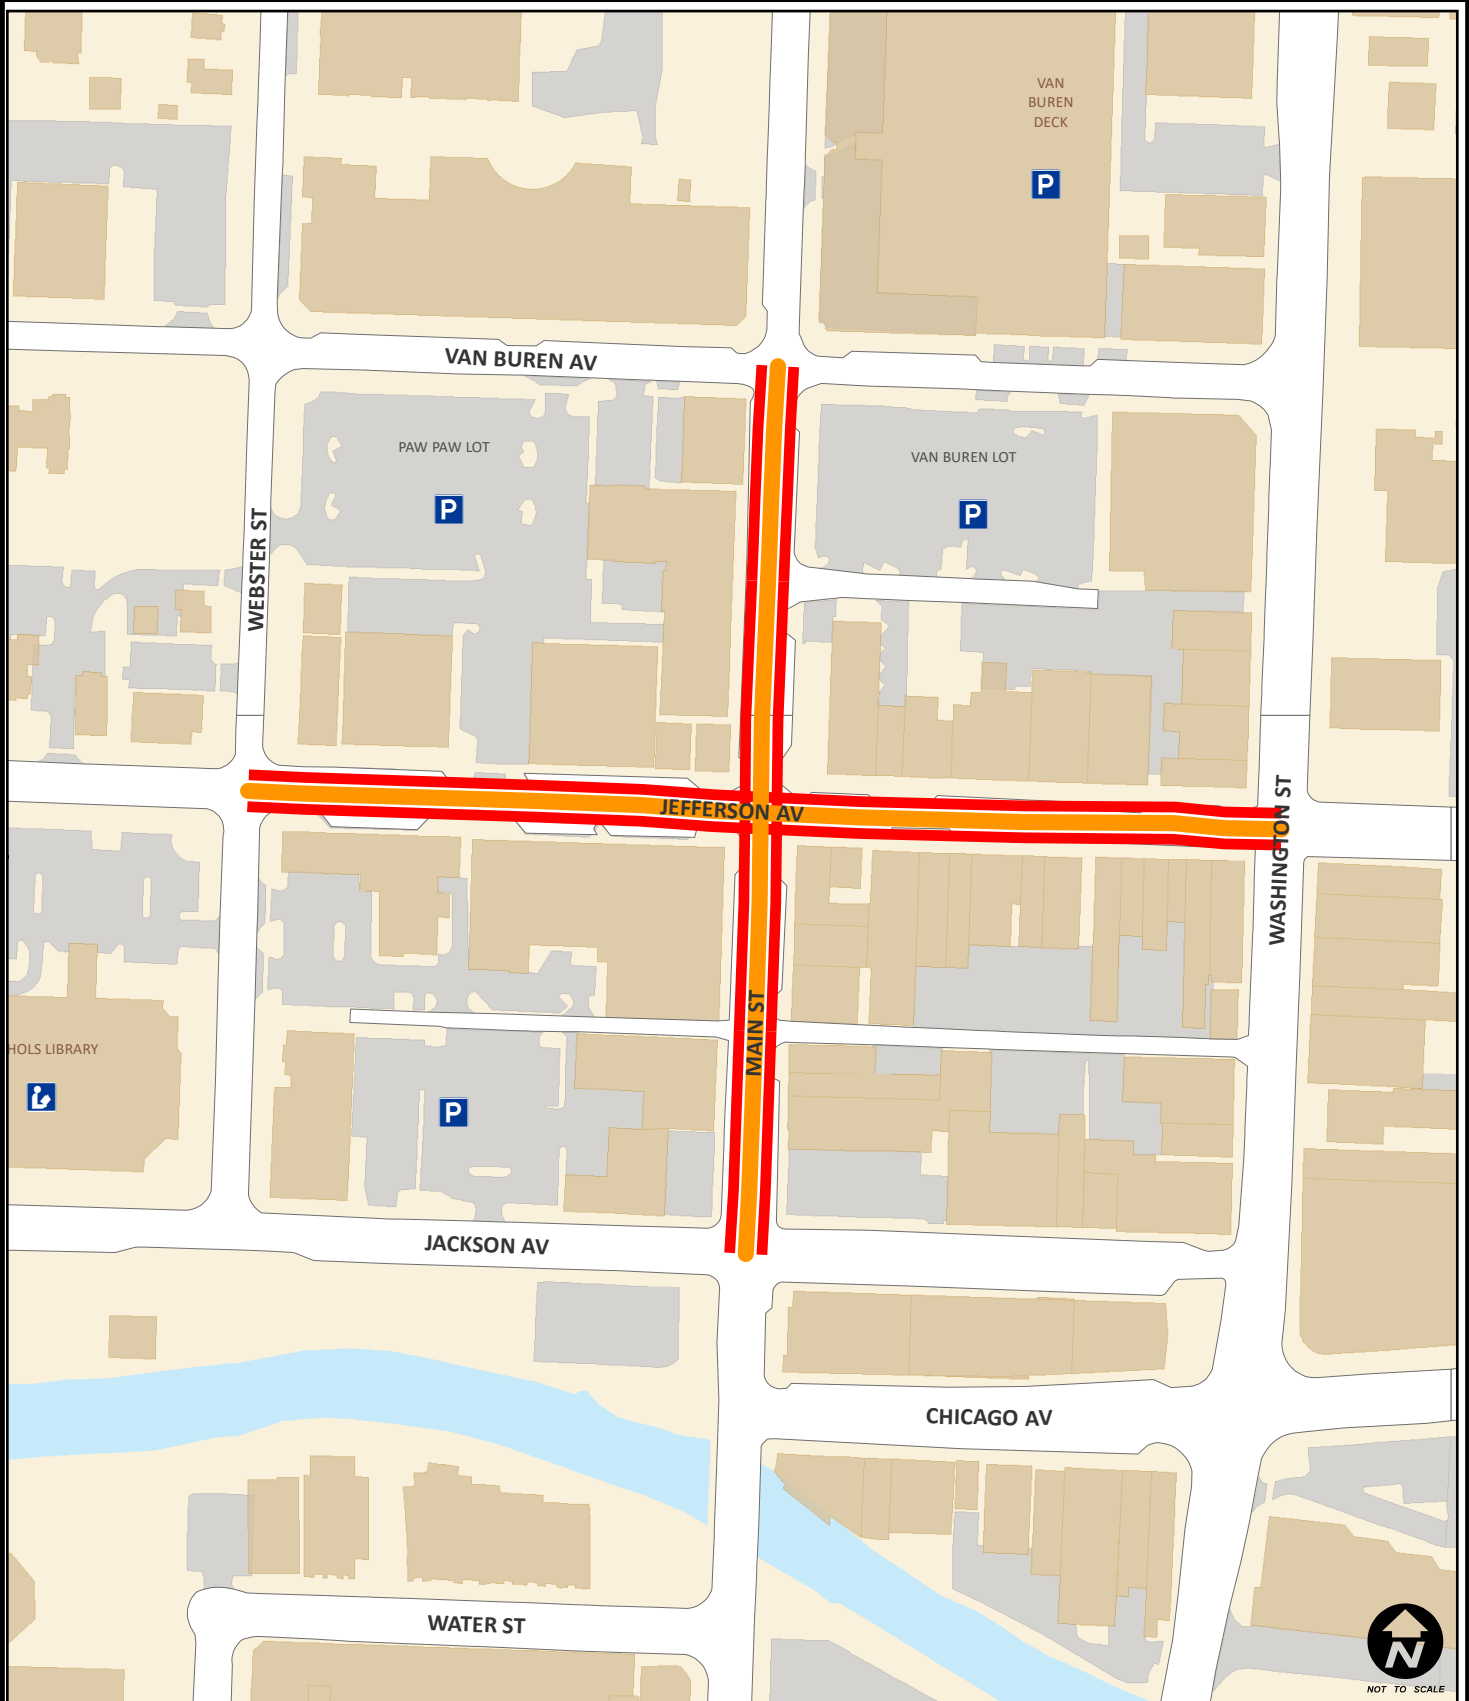 VAN
BUREN
DECK
P
VAN BUREN AV
PAW PAW LOT
P
VAN BUREN LOT
P
WEBSTER ST
JEFFERSON AV
WASHINGTON ST
MAIN ST
HOLS LIBRARY
P
JACKSON AV
CHICAGO AV
WATER ST
N
NOT TO SCALE